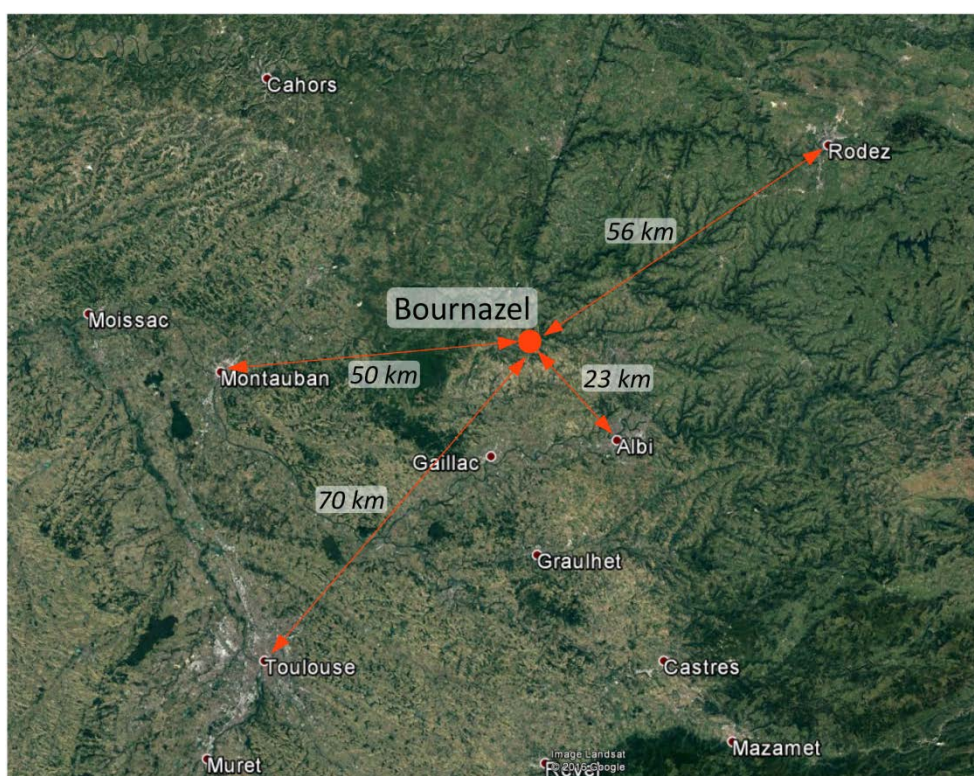 Cahors
Rodez
56 km
Bournazel
Moissac
Montauban
50 km
23 km
Albi
Gaillac
70 km
Graulhet
Toulouse
Castres
Mazamet
Image Landsat
© 2016 Google
Muret
Revel